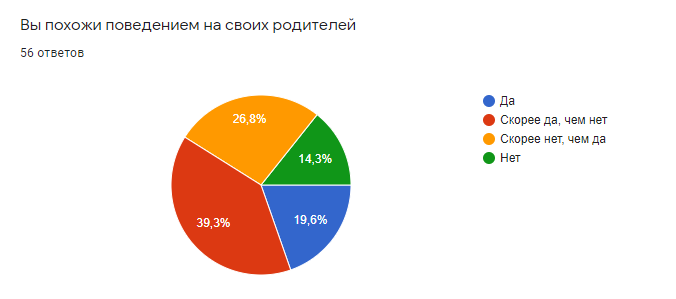 Вы похожи поведением на своих родителей
56 ответов
26,8%
14,3%
39,3%
19,6%
Да
Скорее да, чем нет
Скорее нет, чем да
Нет